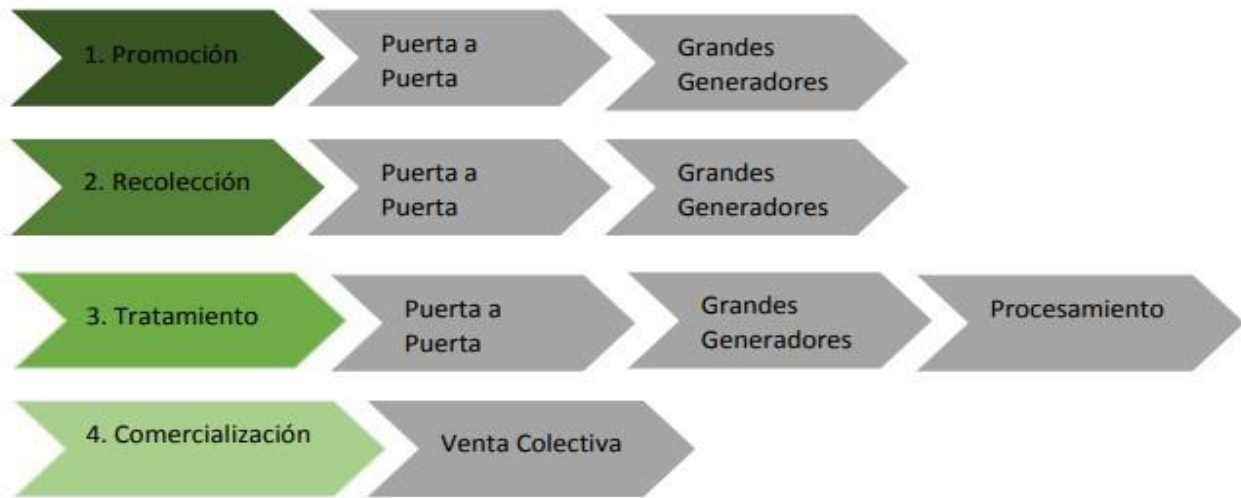 1. Promoción
Puerta a
Puerta
Grandes
Generadores
2. Recolección
Puerta a
Puerta
Grandes
Generadores
3. Tratamiento
Puerta a
Puerta
Grandes
Generadores
Procesamiento
4. Comercialización
Venta Colectiva